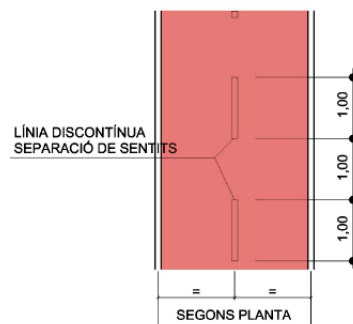 LÍNIA DISCONTÍNUA
SEPARACIÓ DE SENTITS
1,00
1,00
1,00
= =
SEGONS PLANTA